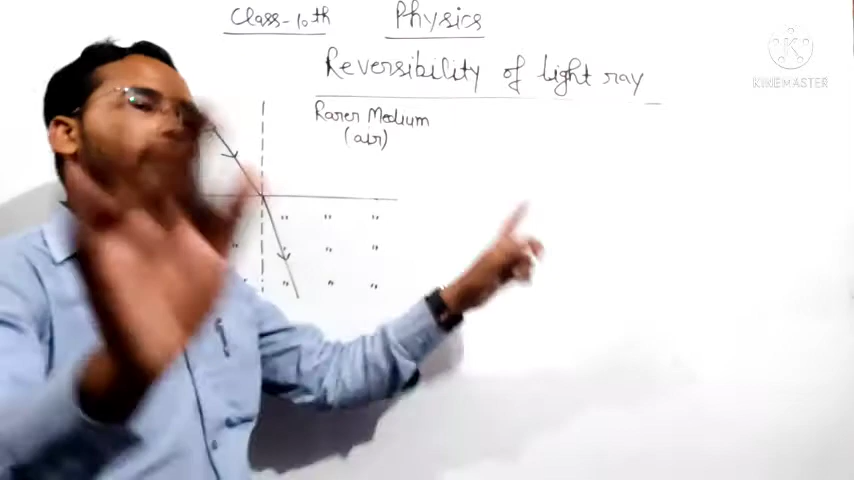 Class-10th Physics
Reversibility of light ray
Rarer Medium
(air)
KINEMASTER